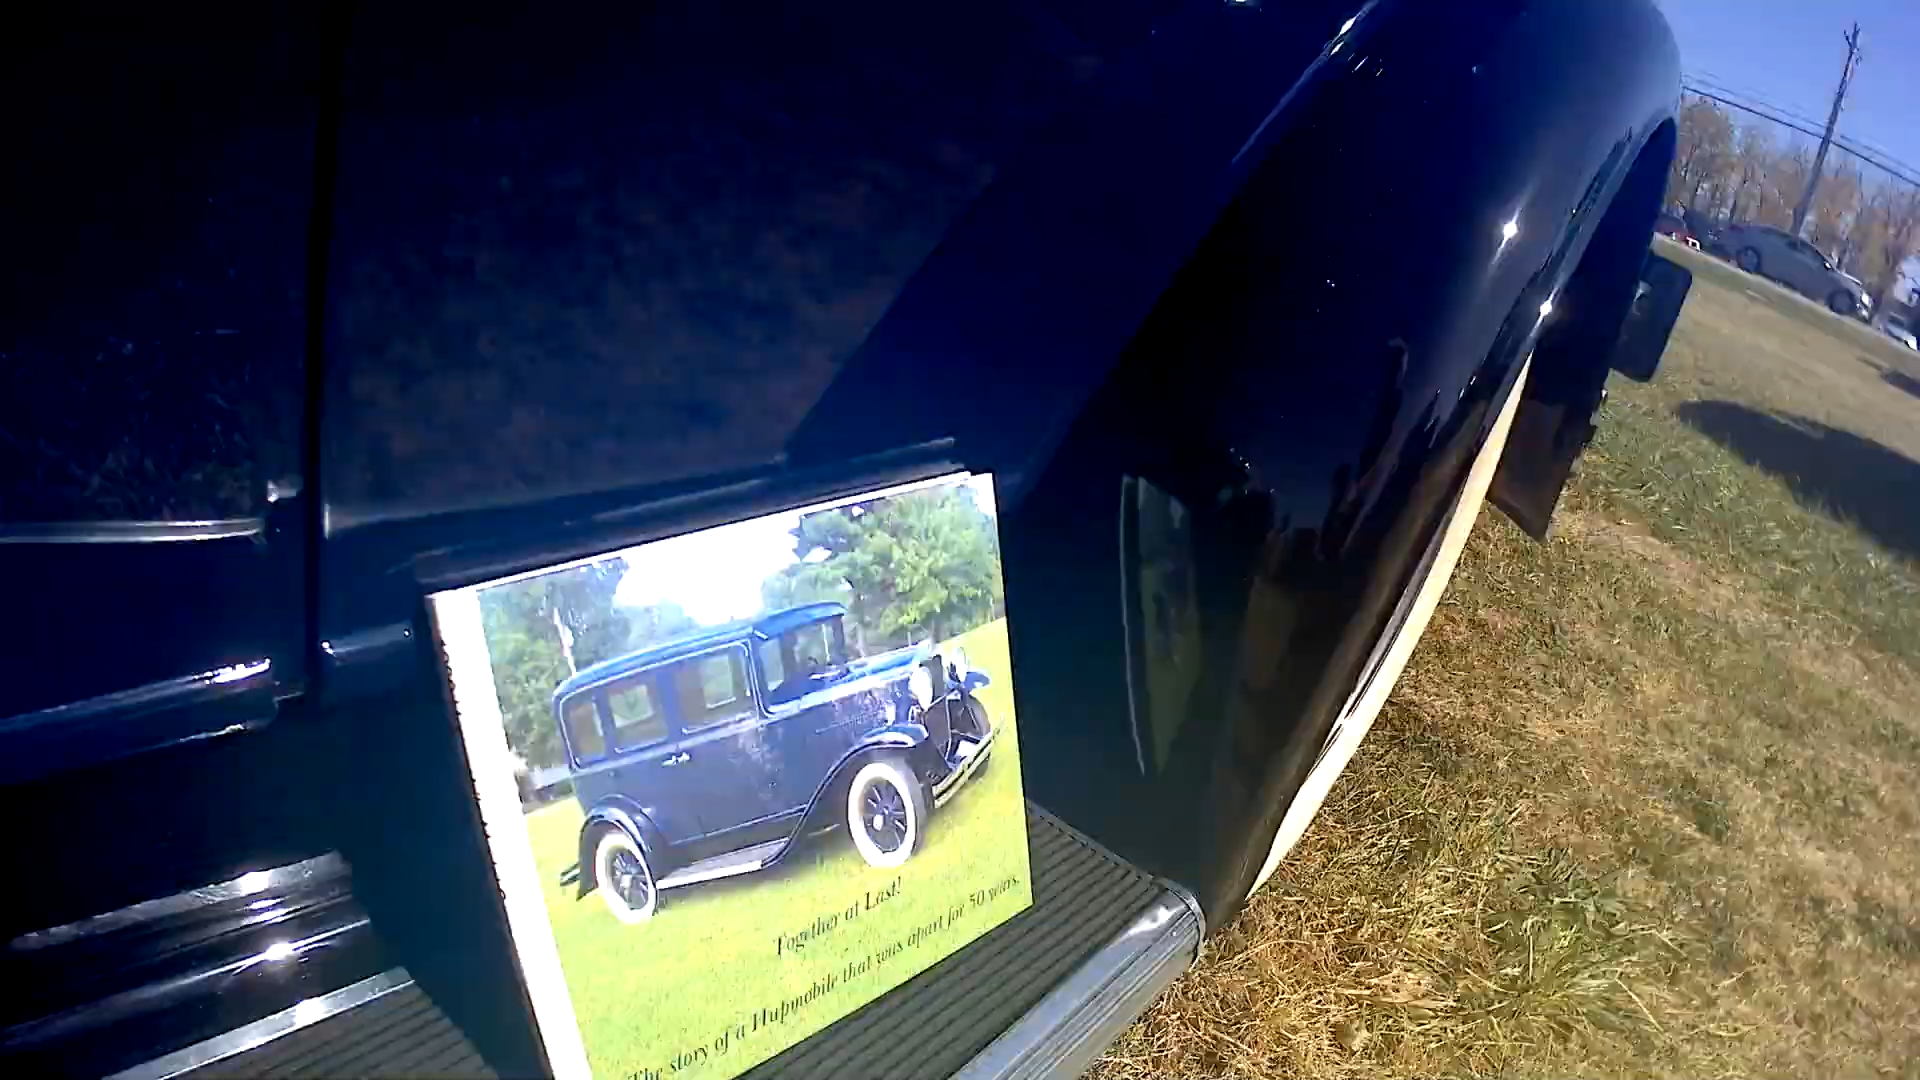 Together at Last!
The story of a Hupmobile that was apart for 50 years.